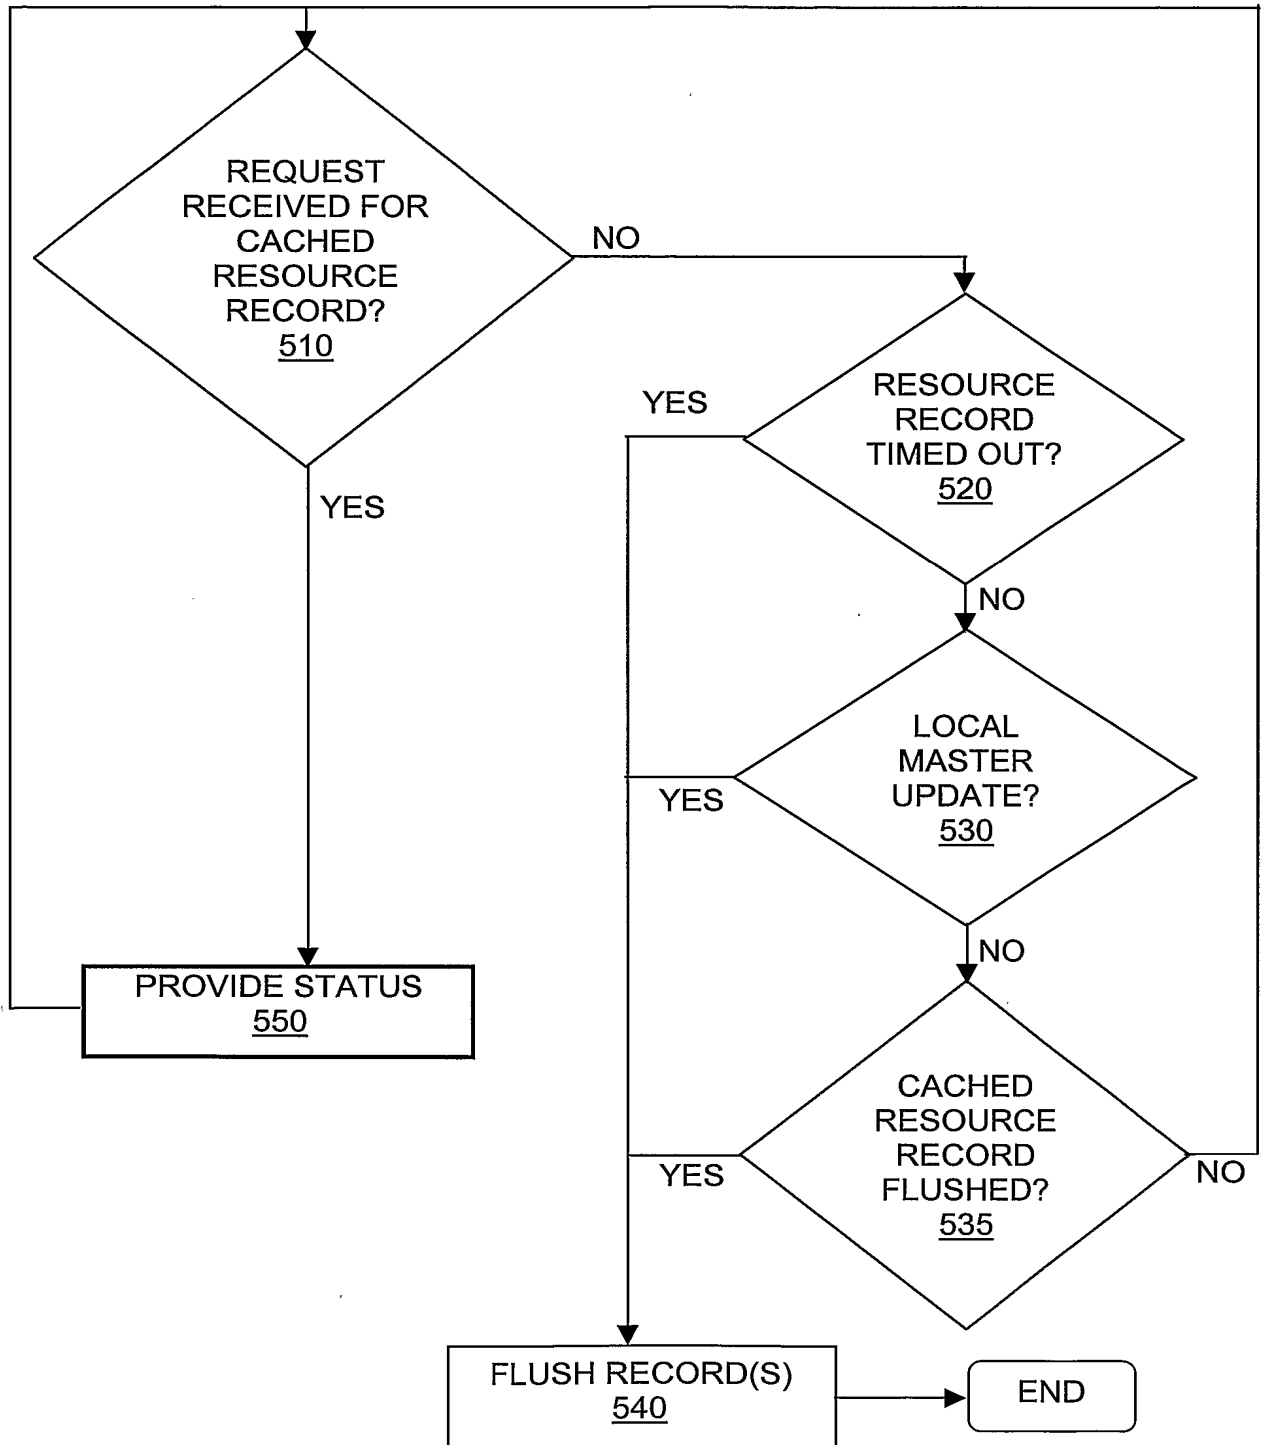 REQUEST
RECEIVED FOR
CACHED
RESOURCE
RECORD?
510
NO
YES
RESOURCE
RECORD
TIMED OUT?
520
YES
NO
LOCAL
MASTER
UPDATE?
530
YES
NO
PROVIDE STATUS
550
CACHED
RESOURCE
RECORD
FLUSHED?
535
YES
NO
FLUSH RECORD(S)
540
END